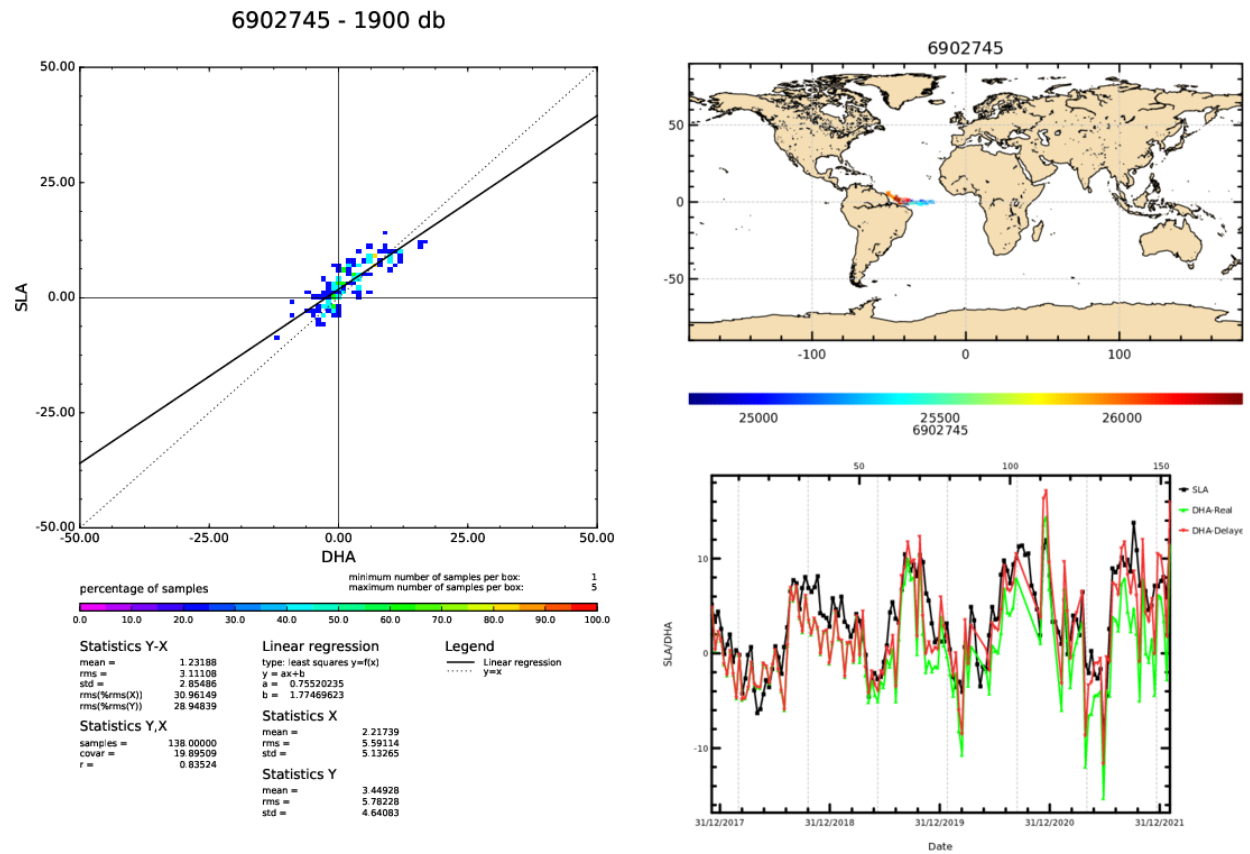 6902745 - 1900 db
50.00
25.00
0.00
-25.00
-50.00
SLA
-50.00 -25.00 0.00 25.00 50.00
DHA
percentage of samples
minimum number of samples per box: 1
maximum number of samples per box: 5
0.0 10.0 20.0 30.0 40.0 50.0 60.0 70.0 80.0 90.0 100.0
Statistics Y-X
mean = 1.23188
rms = 3.11108
std = 2.85486
rms(%rms(X)) 30.96149
rms(%rms(Y)) 28.94839
Statistics Y,X
samples = 138.00000
covar = 19.89509
r = 0.83524
Linear regression
type: least squares y=f(x)
y = ax+b
a = 0.75520235
b = 1.77469623
Statistics X
mean = 2.21739
rms = 5.59114
std = 5.13265
Statistics Y
mean = 3.44928
rms = 5.78228
std = 4.64083
Legend
Linear regression
y=x
6902745
50
0
-50
-100 0 100
25000 25500 26000
6902745
50 100 150
SLA
DHA-Real
DHA-Delaye
10
0
-10
SLA/DHA
31/12/2017 31/12/2018 31/12/2019 31/12/2020 31/12/2021
Date